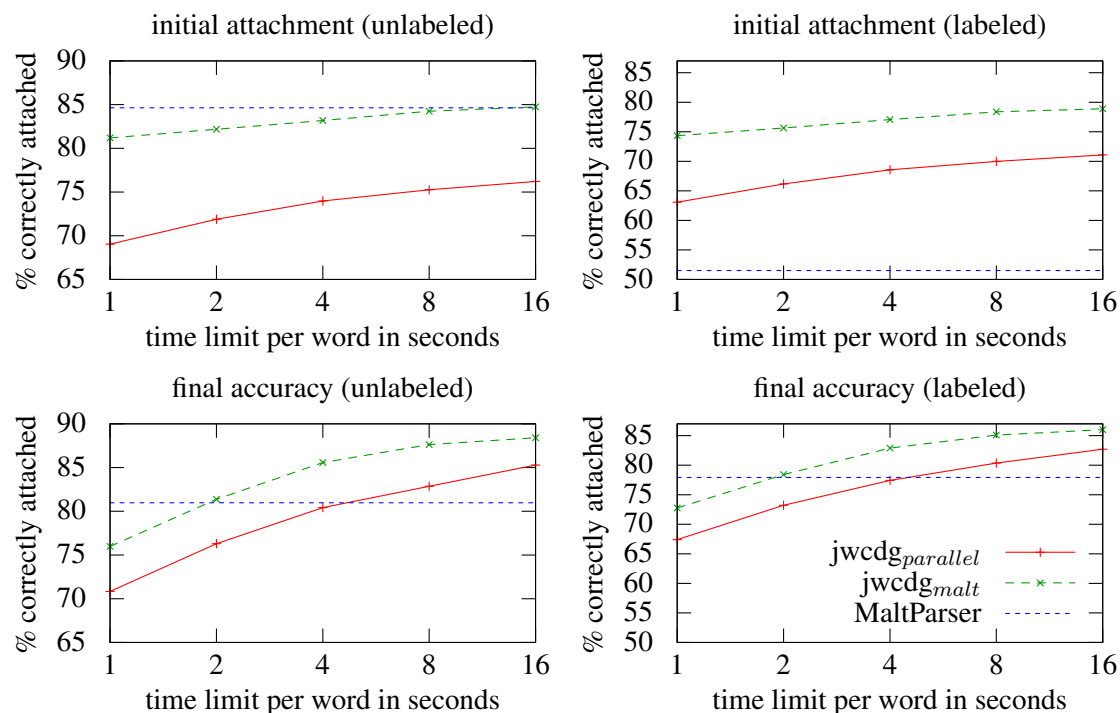 initial attachment (unlabeled)
% correctly attached
90
85
80
75
70
65
1 2 4 8 16
time limit per word in seconds
initial attachment (labeled)
% correctly attached
85
80
75
70
65
60
55
50
1 2 4 8 16
time limit per word in seconds
final accuracy (unlabeled)
% correctly attached
90
85
80
75
70
65
1 2 4 8 16
time limit per word in seconds
final accuracy (labeled)
% correctly attached
85
80
75
70
65
60
55
50
jwcdg_parallel
jwcdg_malt
MaltParser
1 2 4 8 16
time limit per word in seconds